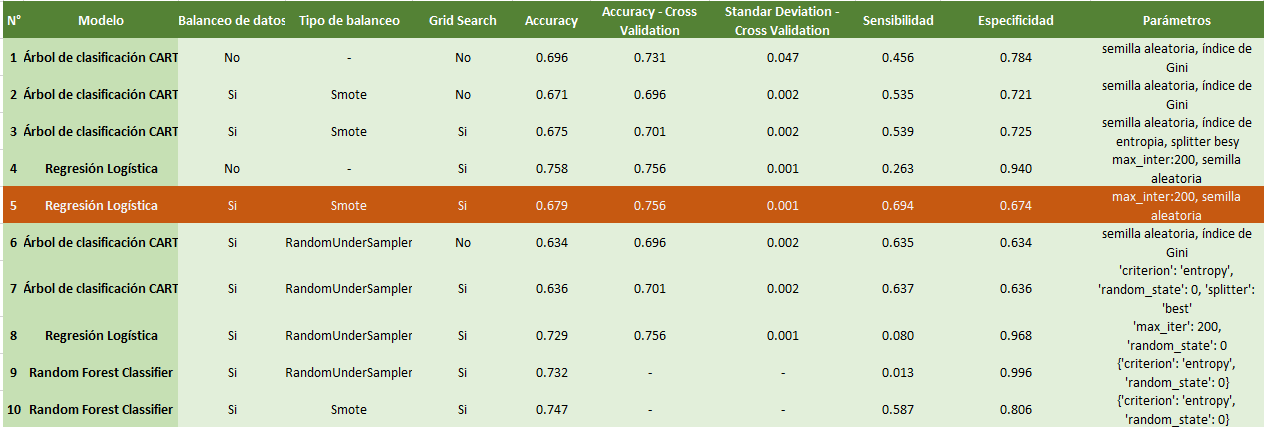 N° Modelo Balanceo de datos Tipo de balanceo Grid Search Accuracy Accuracy - Cross Validation Standar Deviation - Cross Validation Sensibilidad Especificidad Parámetros
1 Árbol de clasificación CART No - No 0.696 0.731 0.047 0.456 0.784 semilla aleatoria, índice de Gini
2 Árbol de clasificación CART Si Smote No 0.671 0.696 0.002 0.535 0.721 semilla aleatoria, índice de Gini
3 Árbol de clasificación CART Si Smote Si 0.675 0.701 0.002 0.539 0.725 semilla aleatoria, índice de entropia, splitter besy
4 Regresión Logística No - Si 0.758 0.756 0.001 0.263 0.940 max_inter:200, semilla aleatoria
5 Regresión Logística Si Smote Si 0.679 0.756 0.001 0.694 0.674 max_inter:200, semilla aleatoria
6 Árbol de clasificación CART Si RandomUnderSampler No 0.634 0.696 0.002 0.635 0.634 semilla aleatoria, índice de Gini
7 Árbol de clasificación CART Si RandomUnderSampler Si 0.636 0.701 0.002 0.637 0.636 'criterion': 'entropy', 'random_state': 0, 'splitter': 'best'
8 Regresión Logística Si RandomUnderSampler Si 0.729 0.756 0.001 0.080 0.968 'max_iter': 200, 'random_state': 0
9 Random Forest Classifier Si RandomUnderSampler Si 0.732 - - 0.013 0.996 {'criterion': 'entropy', 'random_state': 0}
10 Random Forest Classifier Si Smote Si 0.747 - - 0.587 0.806 {'criterion': 'entropy', 'random_state': 0}